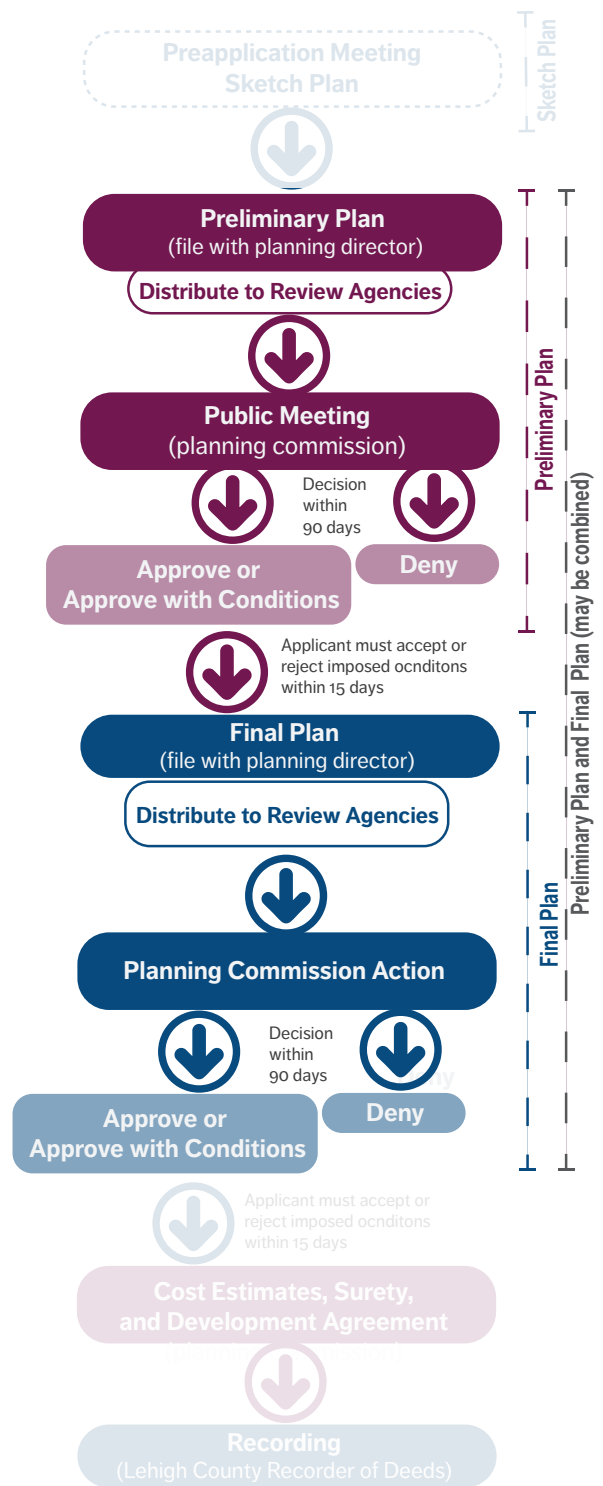 Preapplication Meeting
Sketch Plan
Sketch Plan
Preliminary Plan
(file with planning director)
Distribute to Review Agencies
Public Meeting
(planning commission)
Decision
within
90 days
Approve or
Approve with Conditions
Deny
Preliminary Plan
Applicant must accept or
reject imposed ocnditons
within 15 days
Preliminary Plan and Final Plan (may be combined)
Final Plan
(file with planning director)
Distribute to Review Agencies
Final Plan
Planning Commission Action
Decision
within
90 days
Approve or
Approve with Conditions
Deny
Applicant must accept or
reject imposed ocnditons
within 15 days
Cost Estimates, Surety,
and Development Agreement
Recording
(Lehigh County Recorder of Deeds)